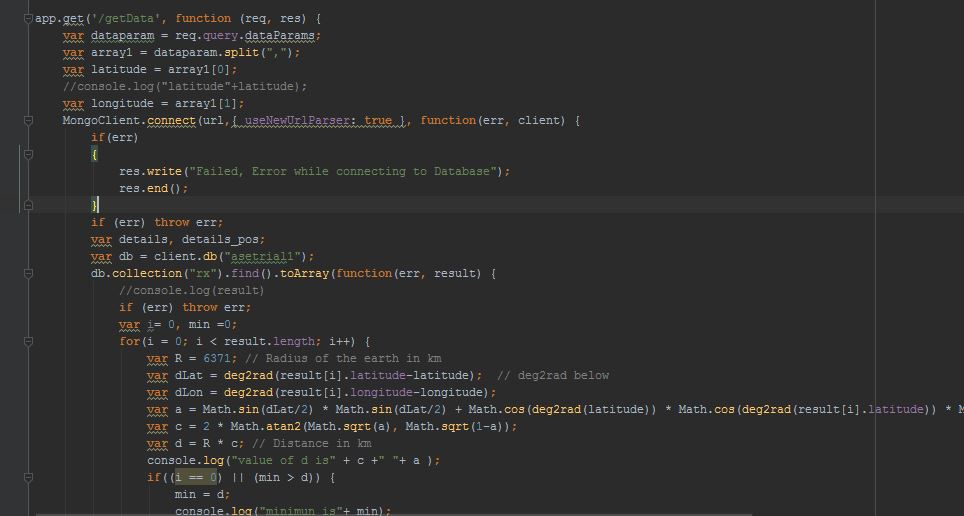 app.get('/getData', function (req, res) {
var dataparam = req.query.dataParams;
var array1 = dataparam.split(",");
var latitude = array1[0];
//console.log("latitude"+latitude);
var longitude = array1[1];
MongoClient.connect(url,{ useNewUrlParser: true }, function(err, client) {
if(err)
{
res.write("Failed, Error while connecting to Database");
res.end();
}
if (err) throw err;
var details, details_pos;
var db = client.db("asetrial1");
db.collection("rx").find().toArray(function(err, result) {
//console.log(result)
if (err) throw err;
var i= 0, min =0;
for(i = 0; i < result.length; i++) {
var R = 6371; // Radius of the earth in km
var dLat = deg2rad(result[i].latitude-latitude);  // deg2rad below
var dLon = deg2rad(result[i].longitude-longitude);
var a = Math.sin(dLat/2) * Math.sin(dLat/2) + Math.cos(deg2rad(latitude)) * Math.cos(deg2rad(result[i].latitude)) * M
var c = 2 * Math.atan2(Math.sqrt(a), Math.sqrt(1-a));
var d = R * c; // Distance in km
console.log("value of d is" + c +" "+ a );
if((i == 0) || (min > d)) {
min = d;
console.log("minimun is"+ min);